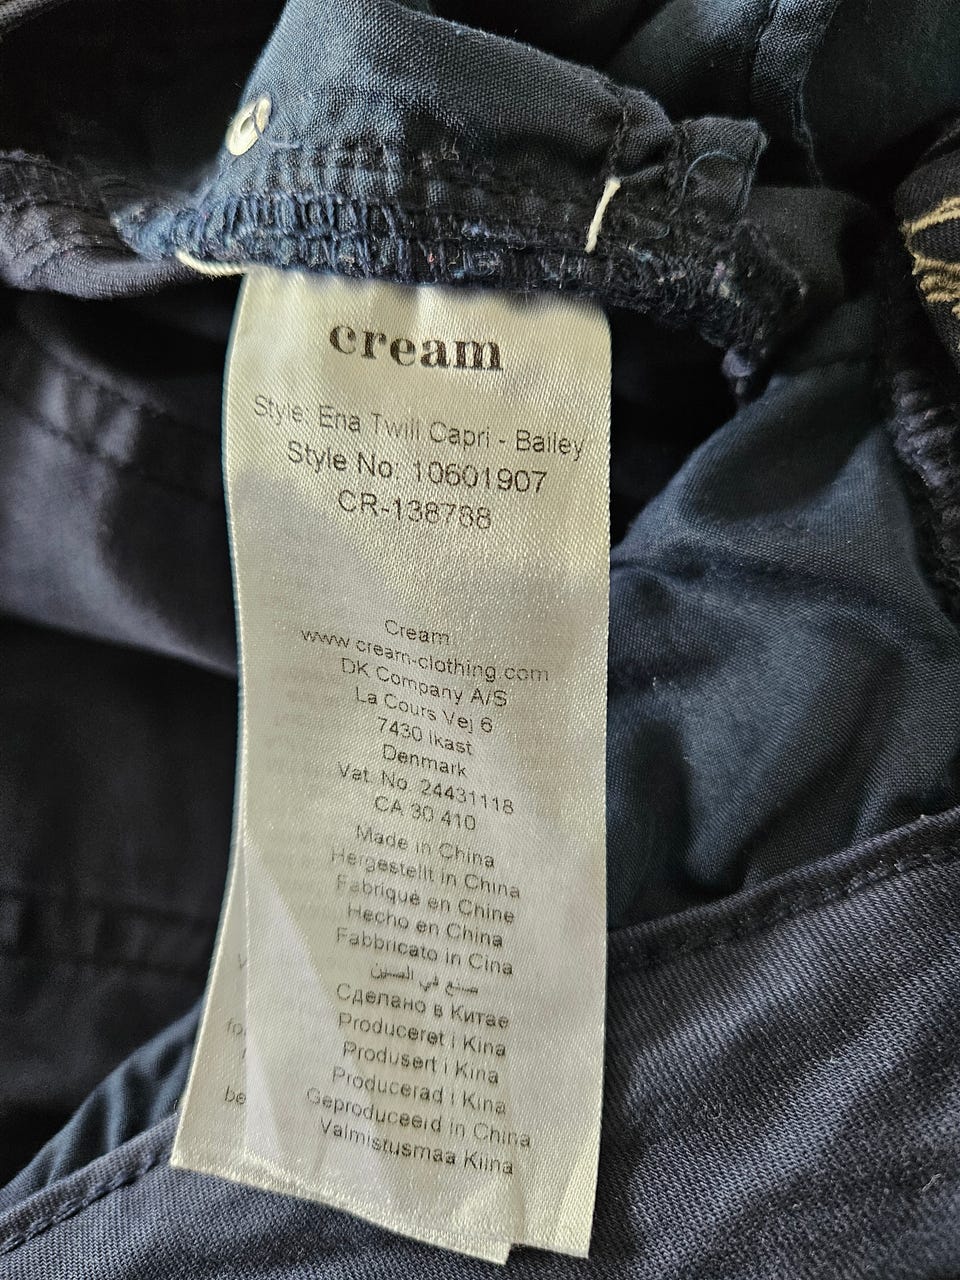 cream
Style: Ena Twill Capri - Bailey
Style No: 10601907
CR-138788
Cream
www.cream-clothing.com
DK Company A/S
La Cours Vej 6
7430 Ikast
Denmark
Vat. No. 24431118
CA 30 410
Made in China
Hergestellt in China
Fabriqué en Chine
Hecho en China
Fabbricato in Cina
صنع في الصين
Сделано в Китае
Produceret i Kina
Produsert i Kina
Producerad i Kina
Geproduceerd in China
Valmistusmaa Kiina